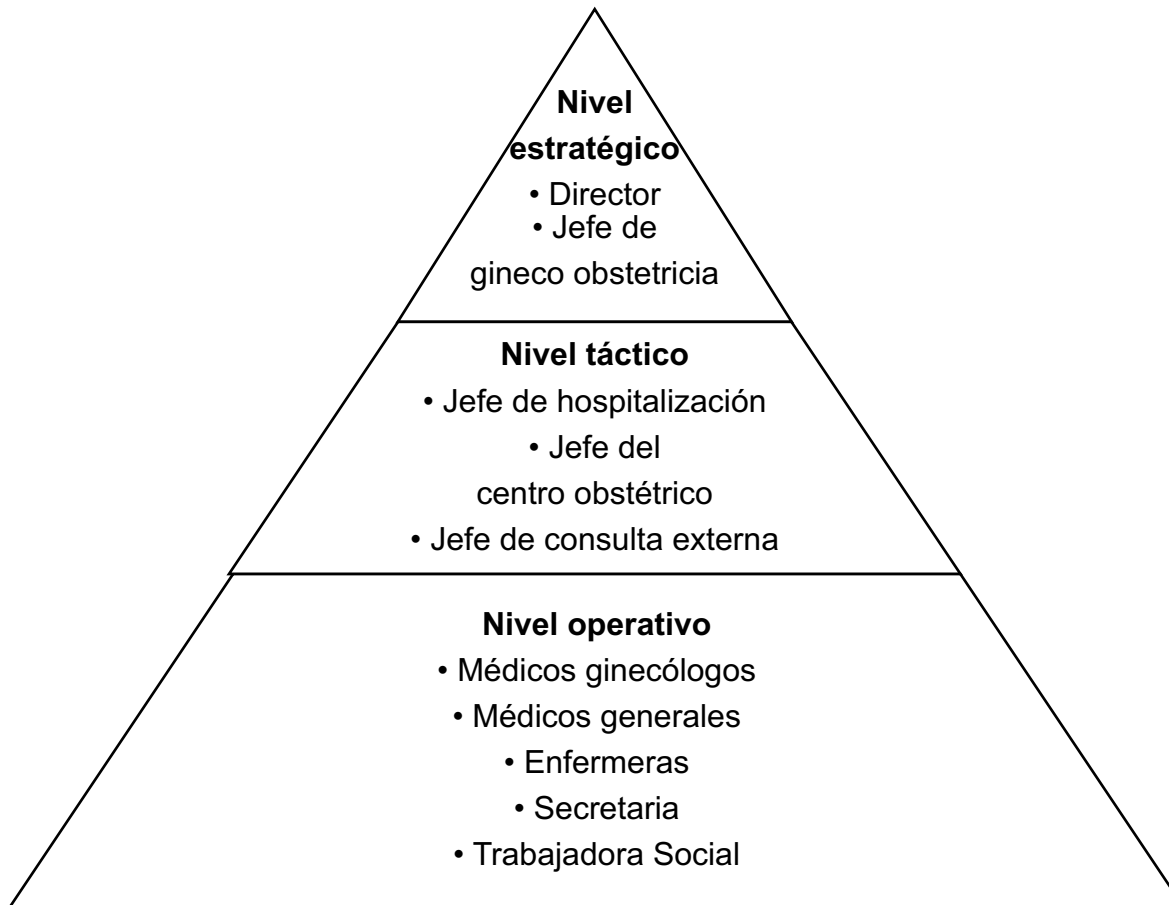 Nivel
estratégico
• Director
• Jefe de
gineco obstetricia
Nivel táctico
• Jefe de hospitalización
• Jefe del
centro obstétrico
• Jefe de consulta externa
Nivel operativo
• Médicos ginecólogos
• Médicos generales
• Enfermeras
• Secretaria
• Trabajadora Social